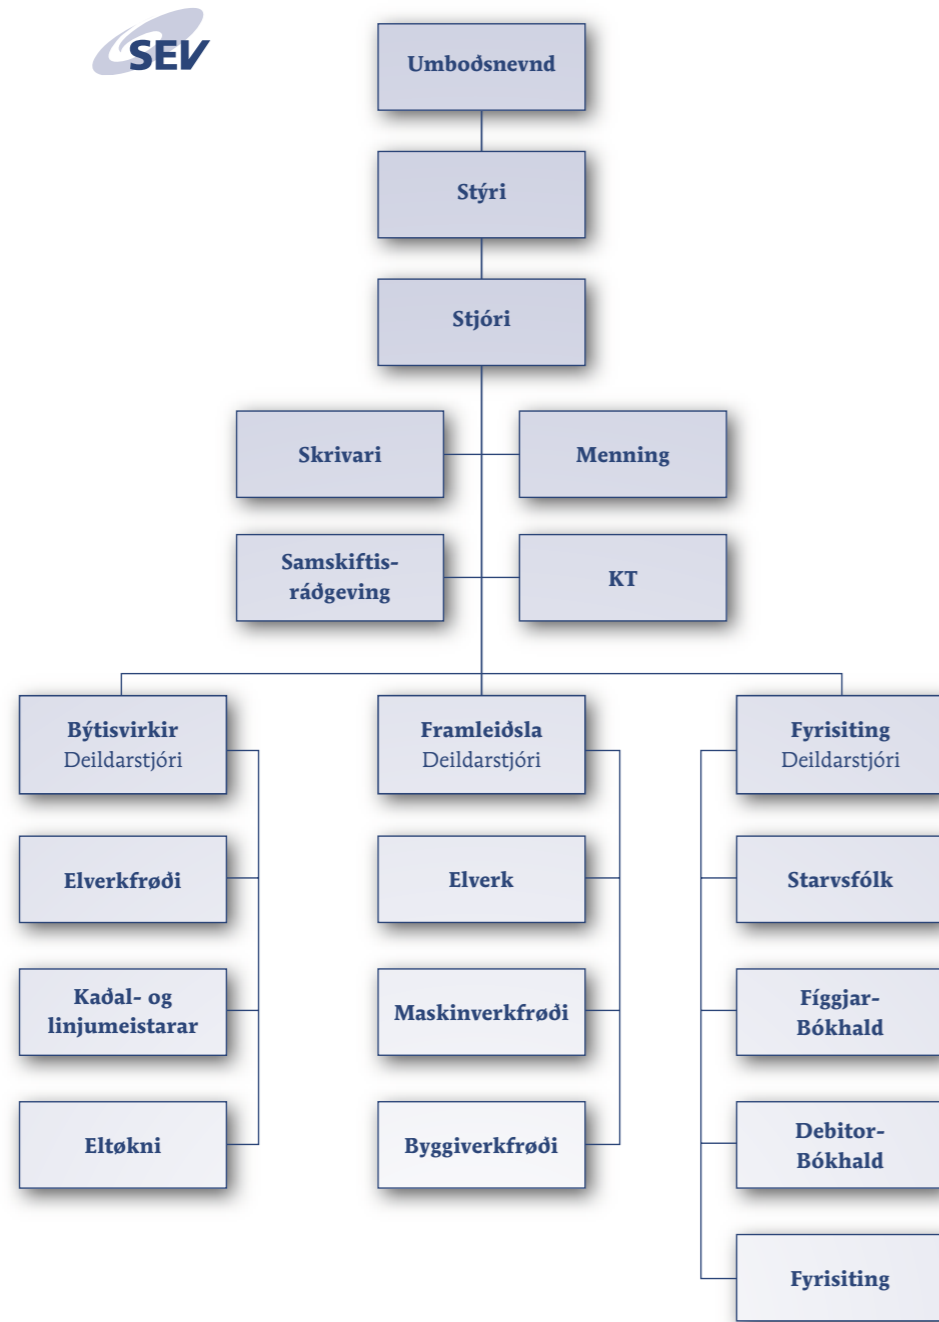 SEV
Umboðsnevnd
Stýri
Stjóri
Skrivari
Menning
Samskiftis-
ráðgeving
KT
Býtisvirkir
Deildarstjóri
Framleiðsla
Deildarstjóri
Fyrisiting
Deildarstjóri
Elverkfrøði
Elverk
Starvsfólk
Kaðal- og
linjumeistarar
Maskinverkfrøði
Fíggjar-
Bókhald
Eltøkni
Byggiverkfrøði
Debitor-
Bókhald
Fyrisiting